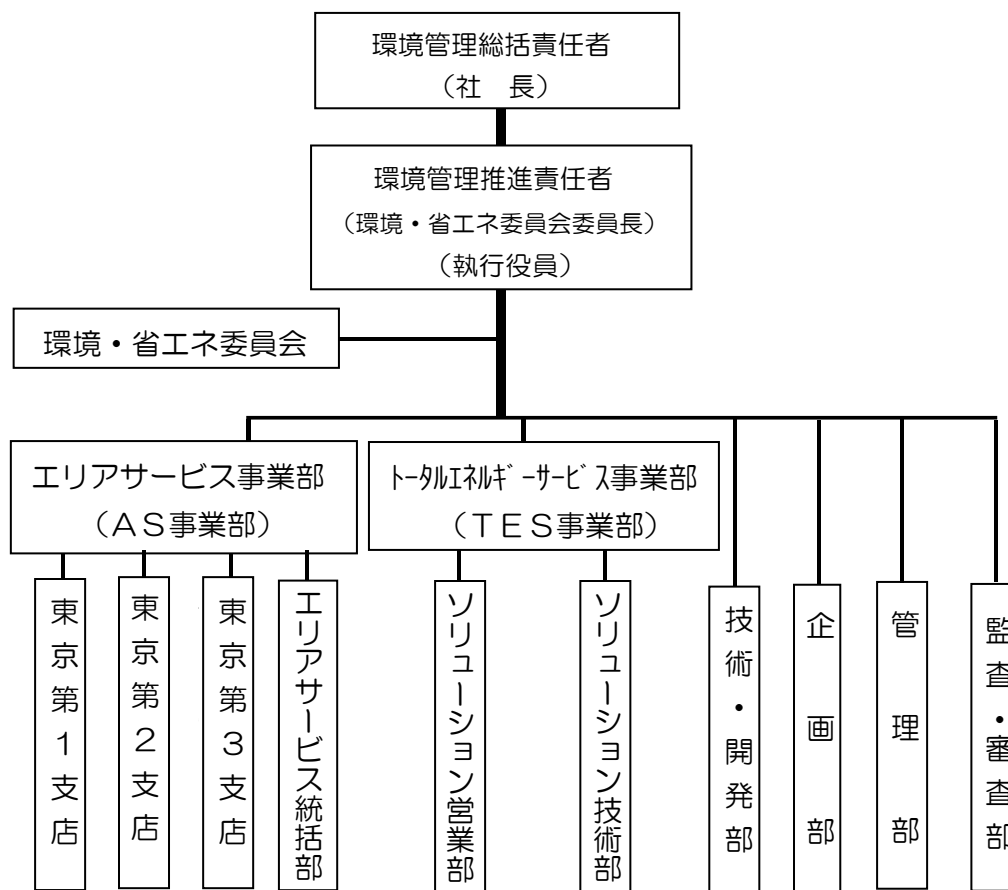 環境管理総括責任者
（社　長）
環境管理推進責任者
（環境・省エネ委員会委員長）
（執行役員）
環境・省エネ委員会
エリアサービス事業部
（ＡＳ事業部）
ﾄｰﾀﾙｴﾈﾙｷﾞｰｻｰﾋﾞｽ事業部
（ＴＥＳ事業部）
東京第１支店
東京第２支店
東京第３支店
エリアサービス統括部
ソリューション営業部
ソリューション技術部
技術・開発部
企画部
管理部
監査・審査部